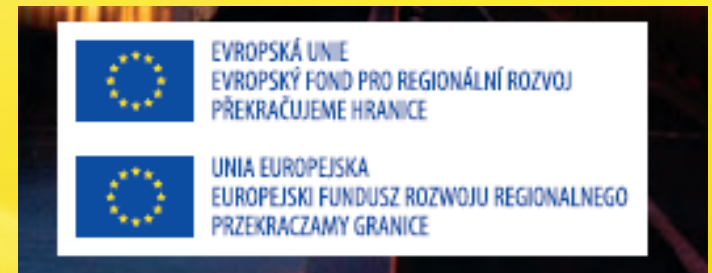 EVROPSKÁ UNIE
EVROPSKÝ FOND PRO REGIONÁLNÍ ROZVOJ
PŘEKRAČUJEME HRANICE
UNIA EUROPEJSKA
EUROPEJSKI FUNDUSZ ROZWOJU REGIONALNEGO
PRZEKRACZAMY GRANICE